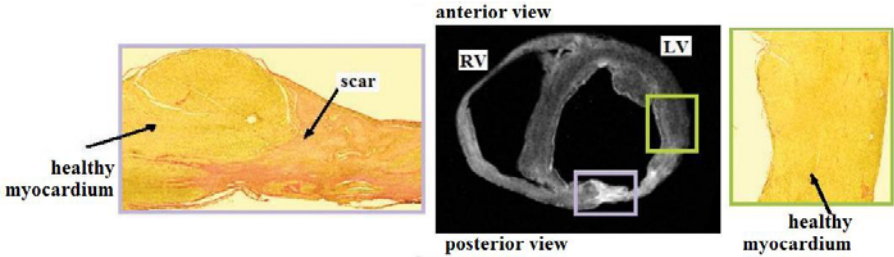 scar
healthy
myocardium
anterior view
RV
LV
posterior view
healthy
myocardium